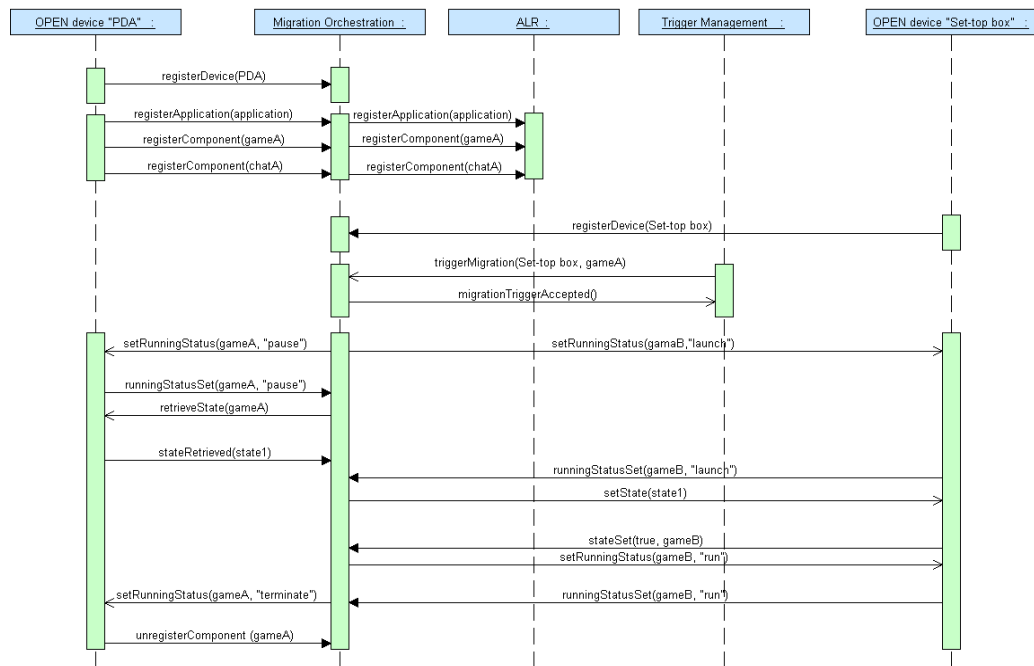 OPEN device "PDA" :
Migration Orchestration :
ALR :
Trigger Management :
OPEN device "Set-top box" :
registerDevice(PDA)
registerApplication(application)
registerApplication(application)
registerComponent(gameA)
registerComponent(gameA)
registerComponent(chatA)
registerComponent(chatA)
registerDevice(Set-top box)
triggerMigration(Set-top box, gameA)
migrationTriggerAccepted()
setRunningStatus(gameA, "pause")
setRunningStatus(gamaB,"launch")
runningStatusSet(gameA, "pause")
retrieveState(gameA)
stateRetrieved(state1)
runningStatusSet(gameB, "launch")
setState(state1)
stateSet(true, gameB)
setRunningStatus(gameB, "run")
setRunningStatus(gameA, "terminate")
runningStatusSet(gameB, "run")
unregisterComponent (gameA)